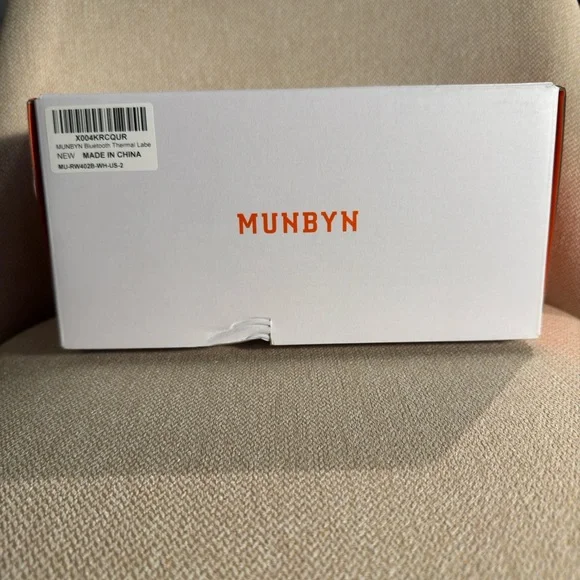 X004KRCQUR
MUNBYN Bluetooth Thermal Labe
NEW MADE IN CHINA
MU-RW402B-WH-US-2
MUNBYN